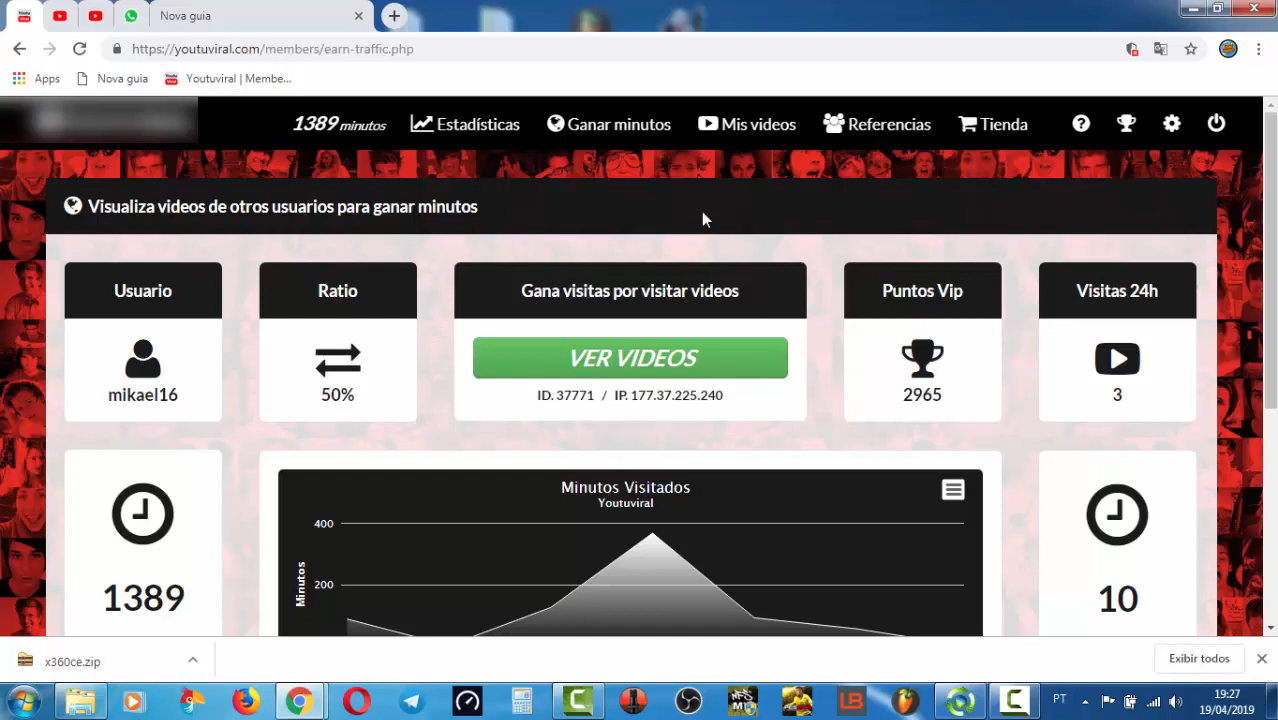 Nova guia
https://youtuviral.com/members/earn-traffic.php
Apps
Nova guia
Youtuviral | Membe...
1389 minutos
Estadísticas
Ganar minutos
Mis videos
Referencias
Tienda
Visualiza videos de otros usuarios para ganar minutos
Usuario
Ratio
Gana visitas por visitar videos
Puntos Vip
Visitas 24h
VER VIDEOS
mikael16
50%
ID. 37771 / IP. 177.37.225.240
2965
3
Minutos Visitados
Youtuviral
400
200
Minutos
1389
10
x360ce.zip
Exibir todos
PT
19:27
19/04/2019